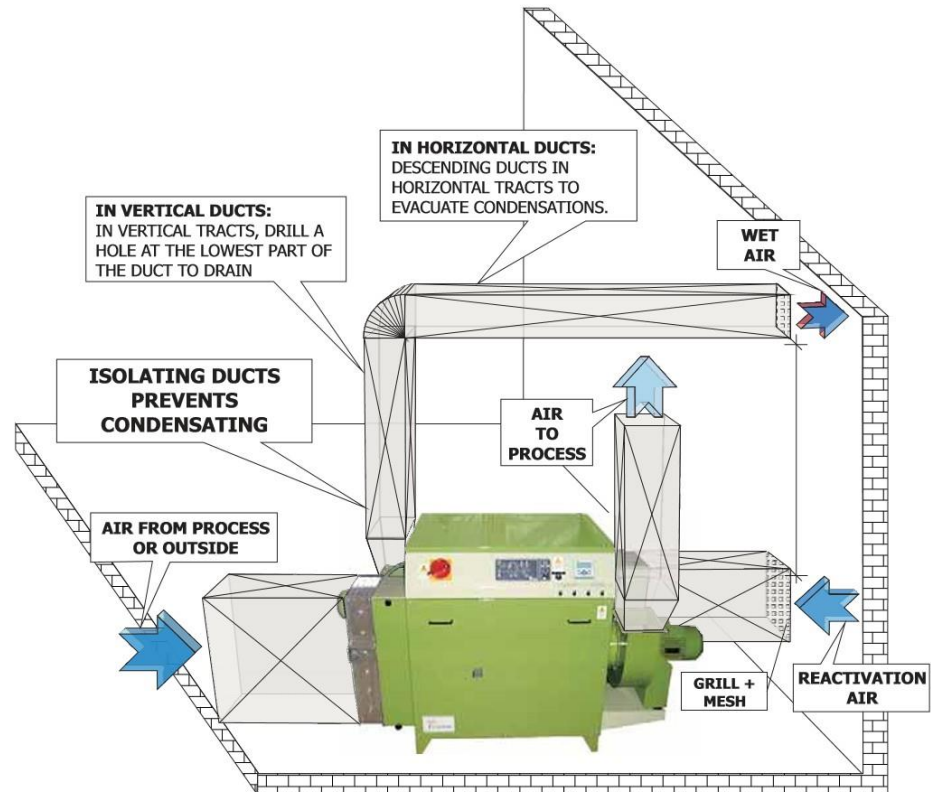 IN HORIZONTAL DUCTS:
DESCENDING DUCTS IN
HORIZONTAL TRACTS TO
EVACUATE CONDENSATIONS.
IN VERTICAL DUCTS:
IN VERTICAL TRACTS, DRILL A
HOLE AT THE LOWEST PART OF
THE DUCT TO DRAIN
WET
AIR
ISOLATING DUCTS
PREVENTS
CONDENSATING
AIR
TO
PROCESS
AIR FROM PROCESS
OR OUTSIDE
GRILL +
MESH
REACTIVATION
AIR